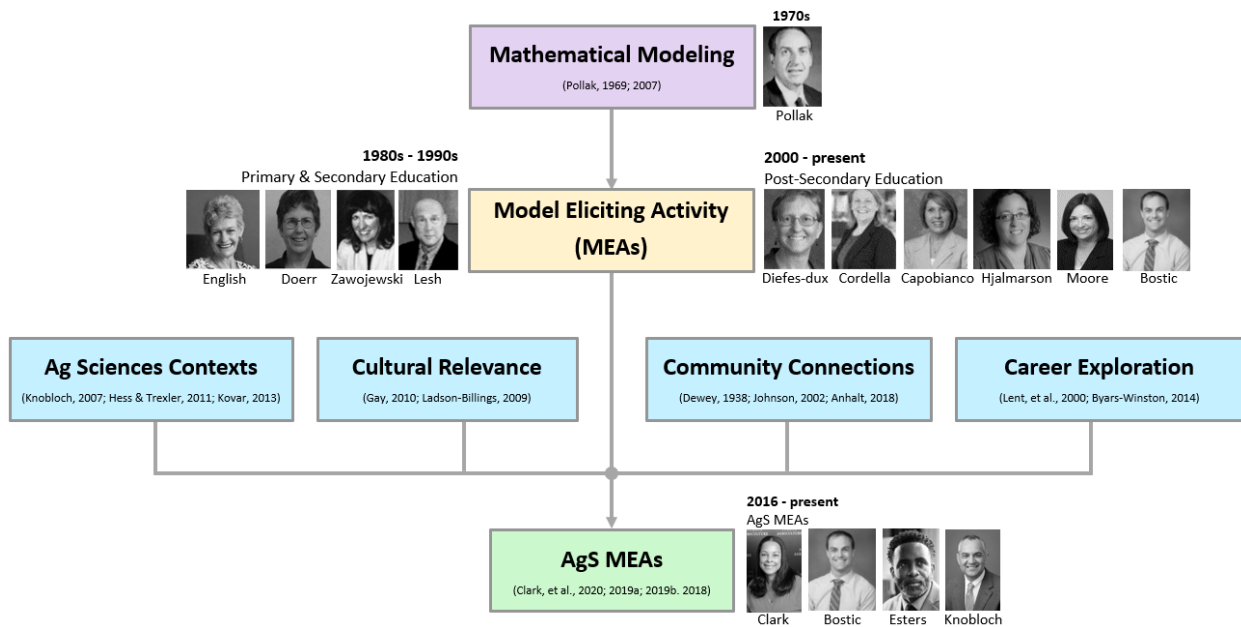 1970s
Mathematical Modeling
(Pollak, 1969; 2007)
Pollak
1980s - 1990s
Primary & Secondary Education
English Doerr Zawojewski Lesh
Model Eliciting Activity
(MEAs)
2000 - present
Post-Secondary Education
Diefes-dux Cordella Capobianco Hjalmarson Moore Bostic
Ag Sciences Contexts
(Knobloch, 2007; Hess & Trexler, 2011; Kovar, 2013)
Cultural Relevance
(Gay, 2010; Ladson-Billings, 2009)
Community Connections
(Dewey, 1938; Johnson, 2002; Anhalt, 2018)
Career Exploration
(Lent, et al., 2000; Byars-Winston, 2014)
AgS MEAs
(Clark, et al., 2020; 2019a; 2019b. 2018)
2016 - present
AgS MEAs
Clark Bostic Esters Knobloch